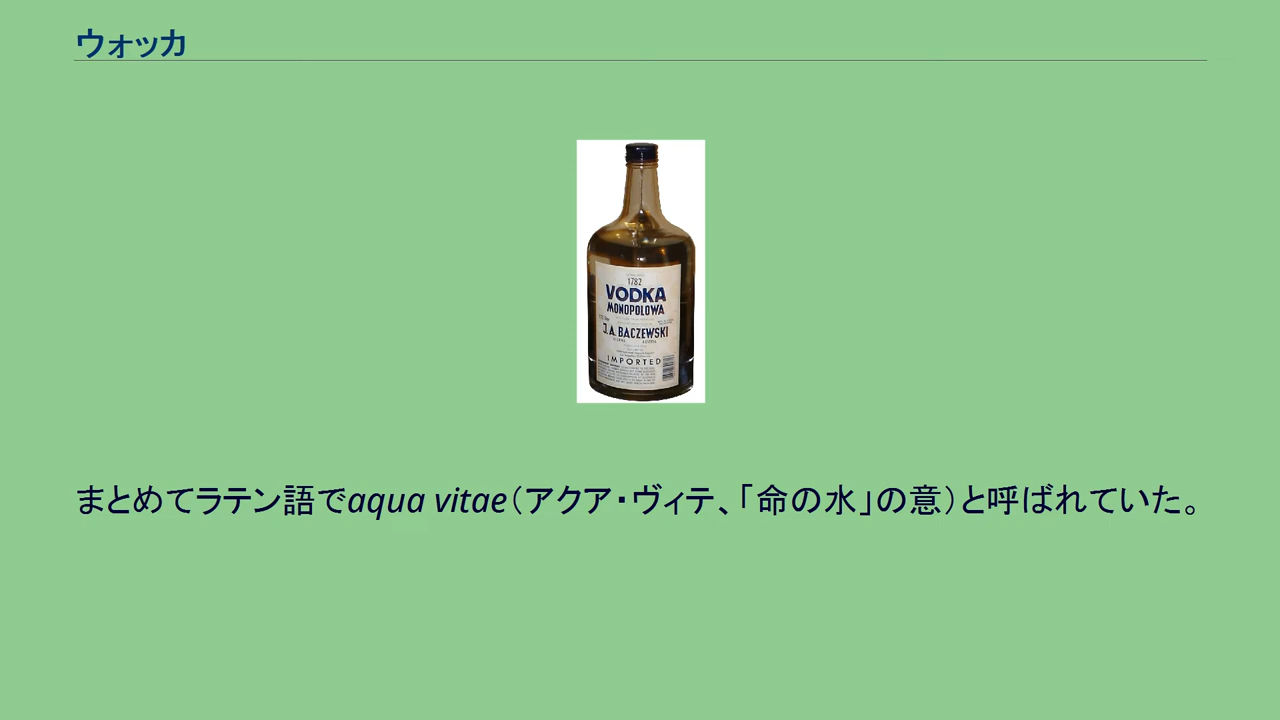 ウォッカ
1782
VODKA
MONOPOLOWA
J.A. BACZEWSKI
IMPORTED
まとめてラテン語でaqua vitae（アクア・ヴィテ、「命の水」の意）と呼ばれていた。